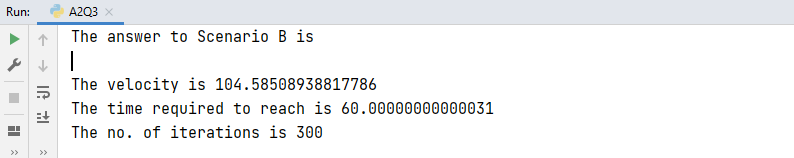 Run: A2Q3
The answer to Scenario B is
The velocity is 104.58508938817786
The time required to reach is 60.00000000000031
The no. of iterations is 300